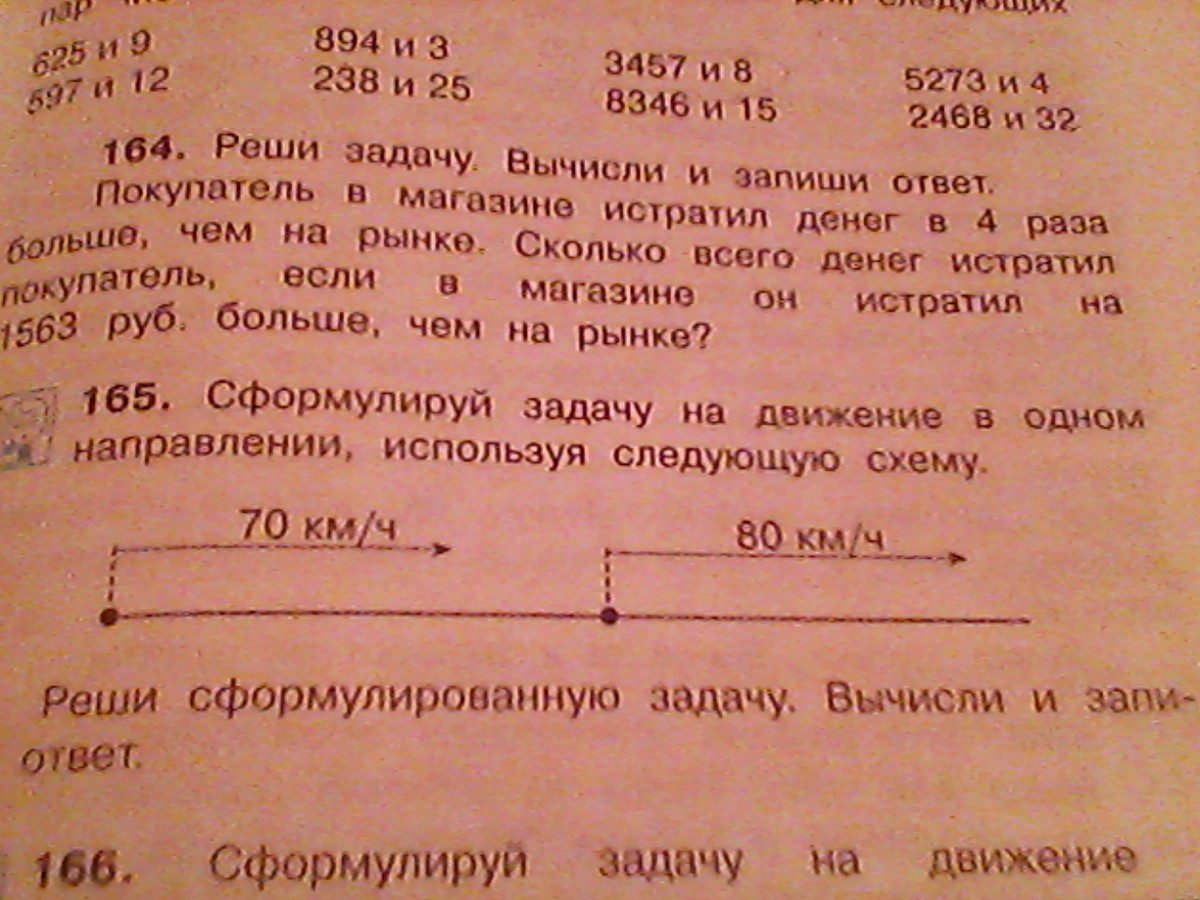 пар
для следующих
625 и 9 894 и 3 3457 и 8 5273 и 4
597 и 12 238 и 25 8346 и 15 2468 и 32
164. Реши задачу. Вычисли и запиши ответ.
Покупатель в магазине истратил денег в 4 раза
больше, чем на рынке. Сколько всего денег истратил
покупатель, если в магазине он истратил на
1563 руб. больше, чем на рынке?
165. Сформулируй задачу на движение в одном
направлении, используя следующую схему.
70 км/ч 80 км/ч
Реши сформулированную задачу. Вычисли и запи-
ответ.
166. Сформулируй задачу на движение